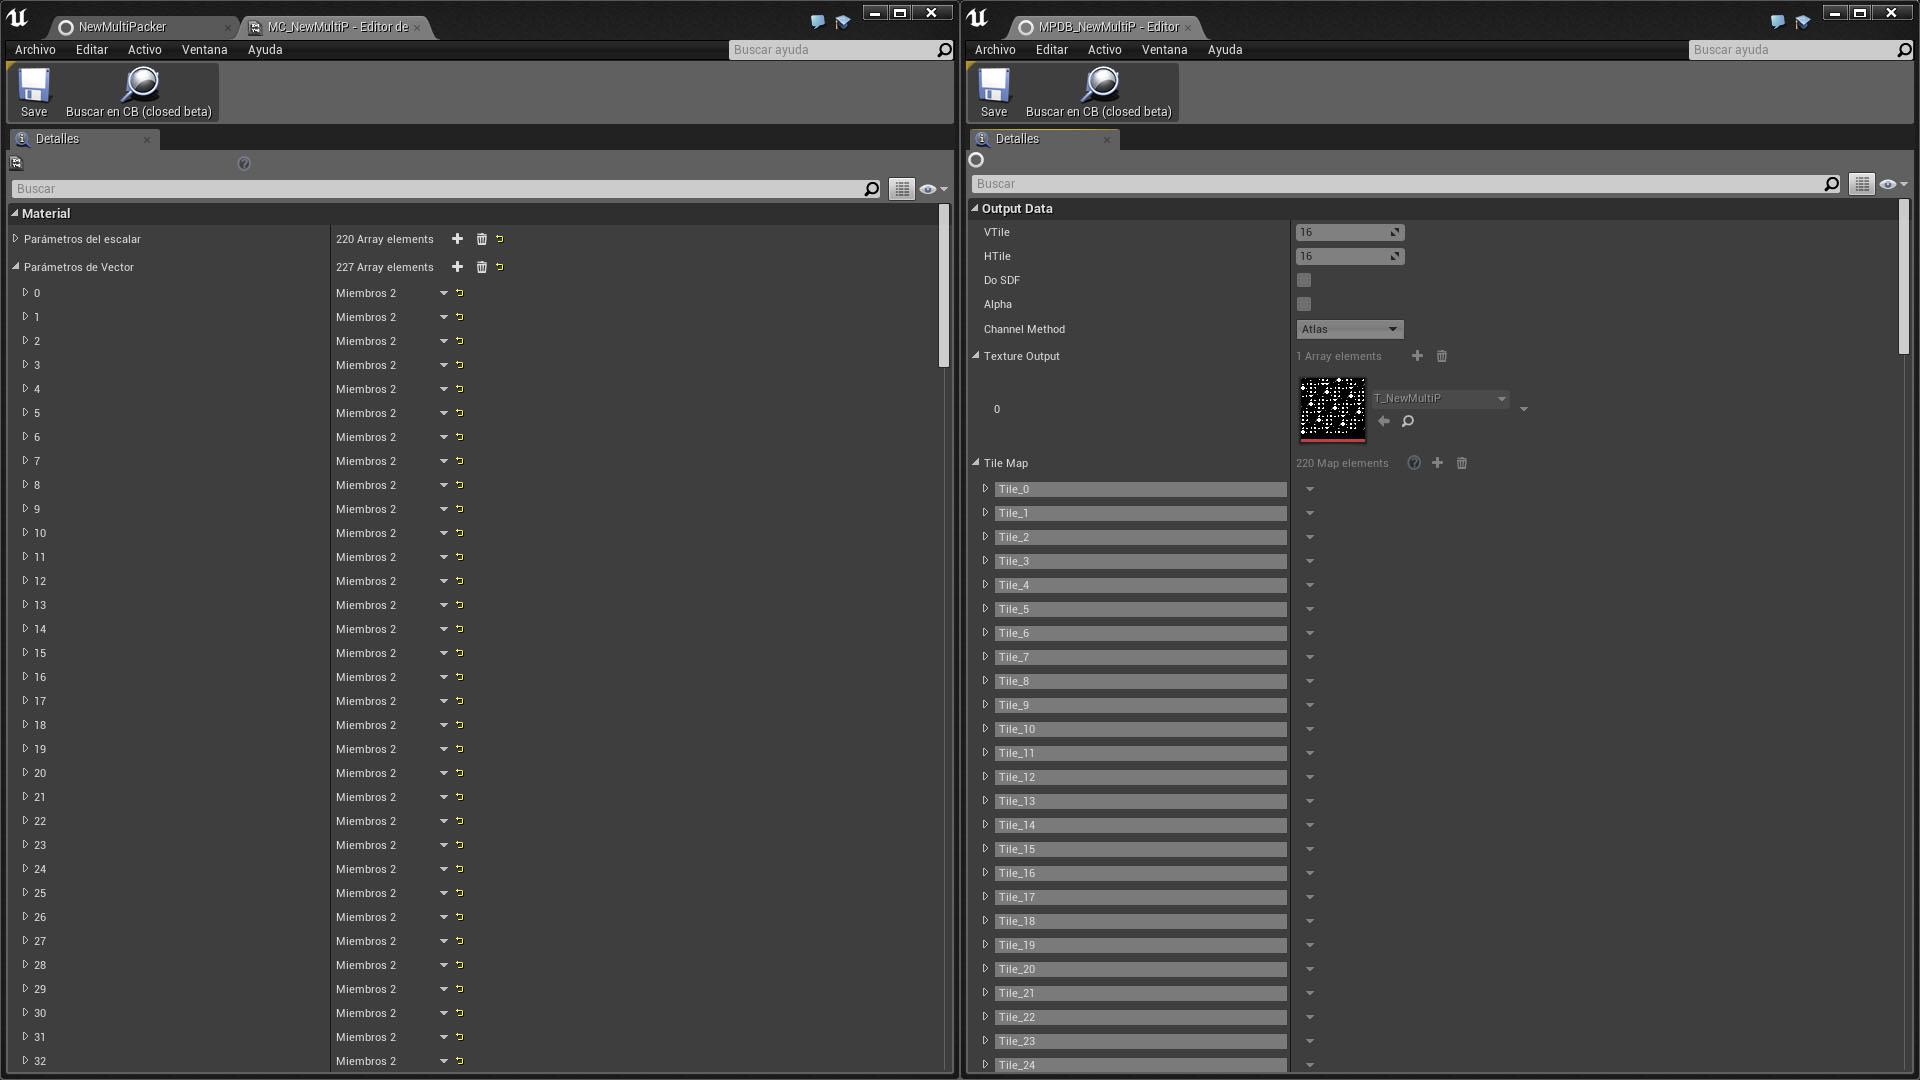 NewMultiPacker
MC_NewMultiP - Editor de
Archivo Editar Activo Ventana Ayuda
Buscar ayuda
Save
Buscar en CB (closed beta)
Detalles
Buscar
Material
Parámetros del escalar 220 Array elements
Parámetros de Vector 227 Array elements
0 Miembros 2
1 Miembros 2
2 Miembros 2
3 Miembros 2
4 Miembros 2
5 Miembros 2
6 Miembros 2
7 Miembros 2
8 Miembros 2
9 Miembros 2
10 Miembros 2
11 Miembros 2
12 Miembros 2
13 Miembros 2
14 Miembros 2
15 Miembros 2
16 Miembros 2
17 Miembros 2
18 Miembros 2
19 Miembros 2
20 Miembros 2
21 Miembros 2
22 Miembros 2
23 Miembros 2
24 Miembros 2
25 Miembros 2
26 Miembros 2
27 Miembros 2
28 Miembros 2
29 Miembros 2
30 Miembros 2
31 Miembros 2
32 Miembros 2
MPDB_NewMultiP - Editor
Archivo Editar Activo Ventana Ayuda
Buscar ayuda
Save
Buscar en CB (closed beta)
Detalles
Buscar
Output Data
VTile 16
HTile 16
Do SDF
Alpha
Channel Method Atlas
Texture Output 1 Array elements
0 T_NewMultiP
Tile Map 220 Map elements
Tile_0
Tile_1
Tile_2
Tile_3
Tile_4
Tile_5
Tile_6
Tile_7
Tile_8
Tile_9
Tile_10
Tile_11
Tile_12
Tile_13
Tile_14
Tile_15
Tile_16
Tile_17
Tile_18
Tile_19
Tile_20
Tile_21
Tile_22
Tile_23
Tile_24